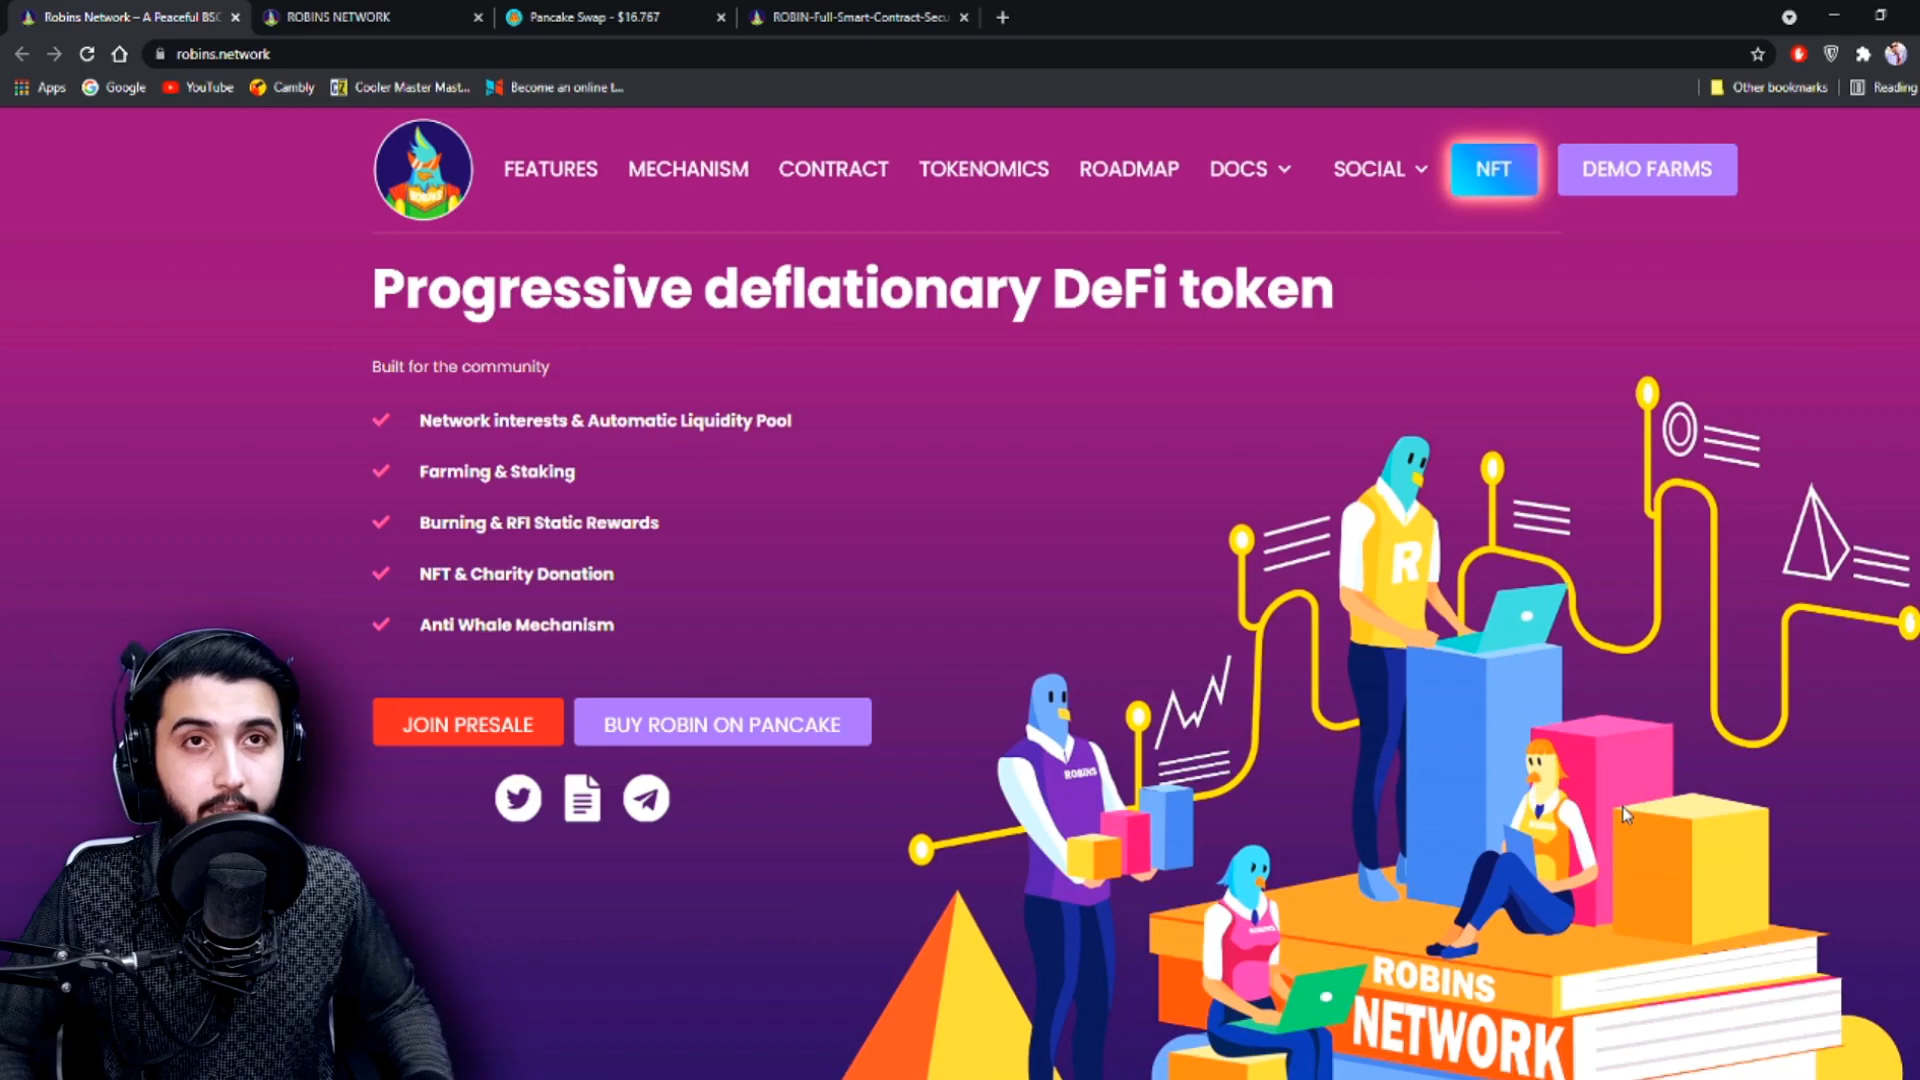 Robins Network – A Peaceful BSC
ROBINS NETWORK
Pancake Swap - $16.767
ROBIN-Full-Smart-Contract-Secu
robins.network
Apps
Google
YouTube
Cambly
Cooler Master Mast...
Become an online t...
Other bookmarks
Reading
FEATURES
MECHANISM
CONTRACT
TOKENOMICS
ROADMAP
DOCS
SOCIAL
NFT
DEMO FARMS
Progressive deflationary DeFi token
Built for the community
Network interests & Automatic Liquidity Pool
Farming & Staking
Burning & RFI Static Rewards
NFT & Charity Donation
Anti Whale Mechanism
JOIN PRESALE
BUY ROBIN ON PANCAKE
R
ROBINS
ROBINS
NETWORK